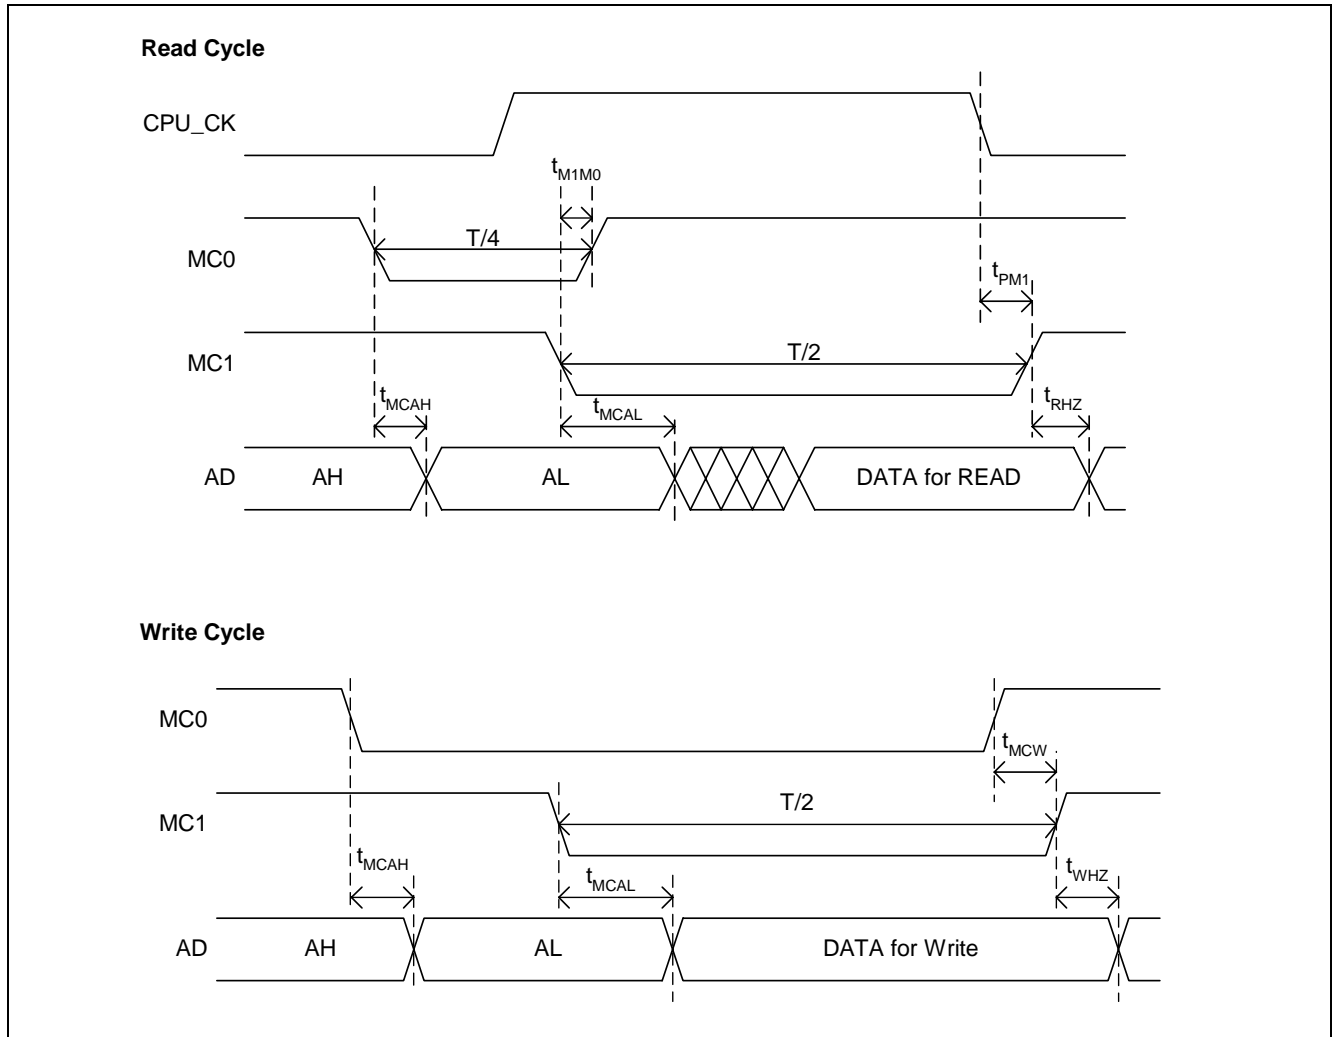 Read Cycle
CPU_CK
tM1M0
MC0
T/4
tPM1
MC1
T/2
tMCAH
tMCAL
tRHZ
AD
AH
AL
DATA for READ
Write Cycle
MC0
tMCW
MC1
T/2
tMCAH
tMCAL
tWHZ
AD
AH
AL
DATA for Write